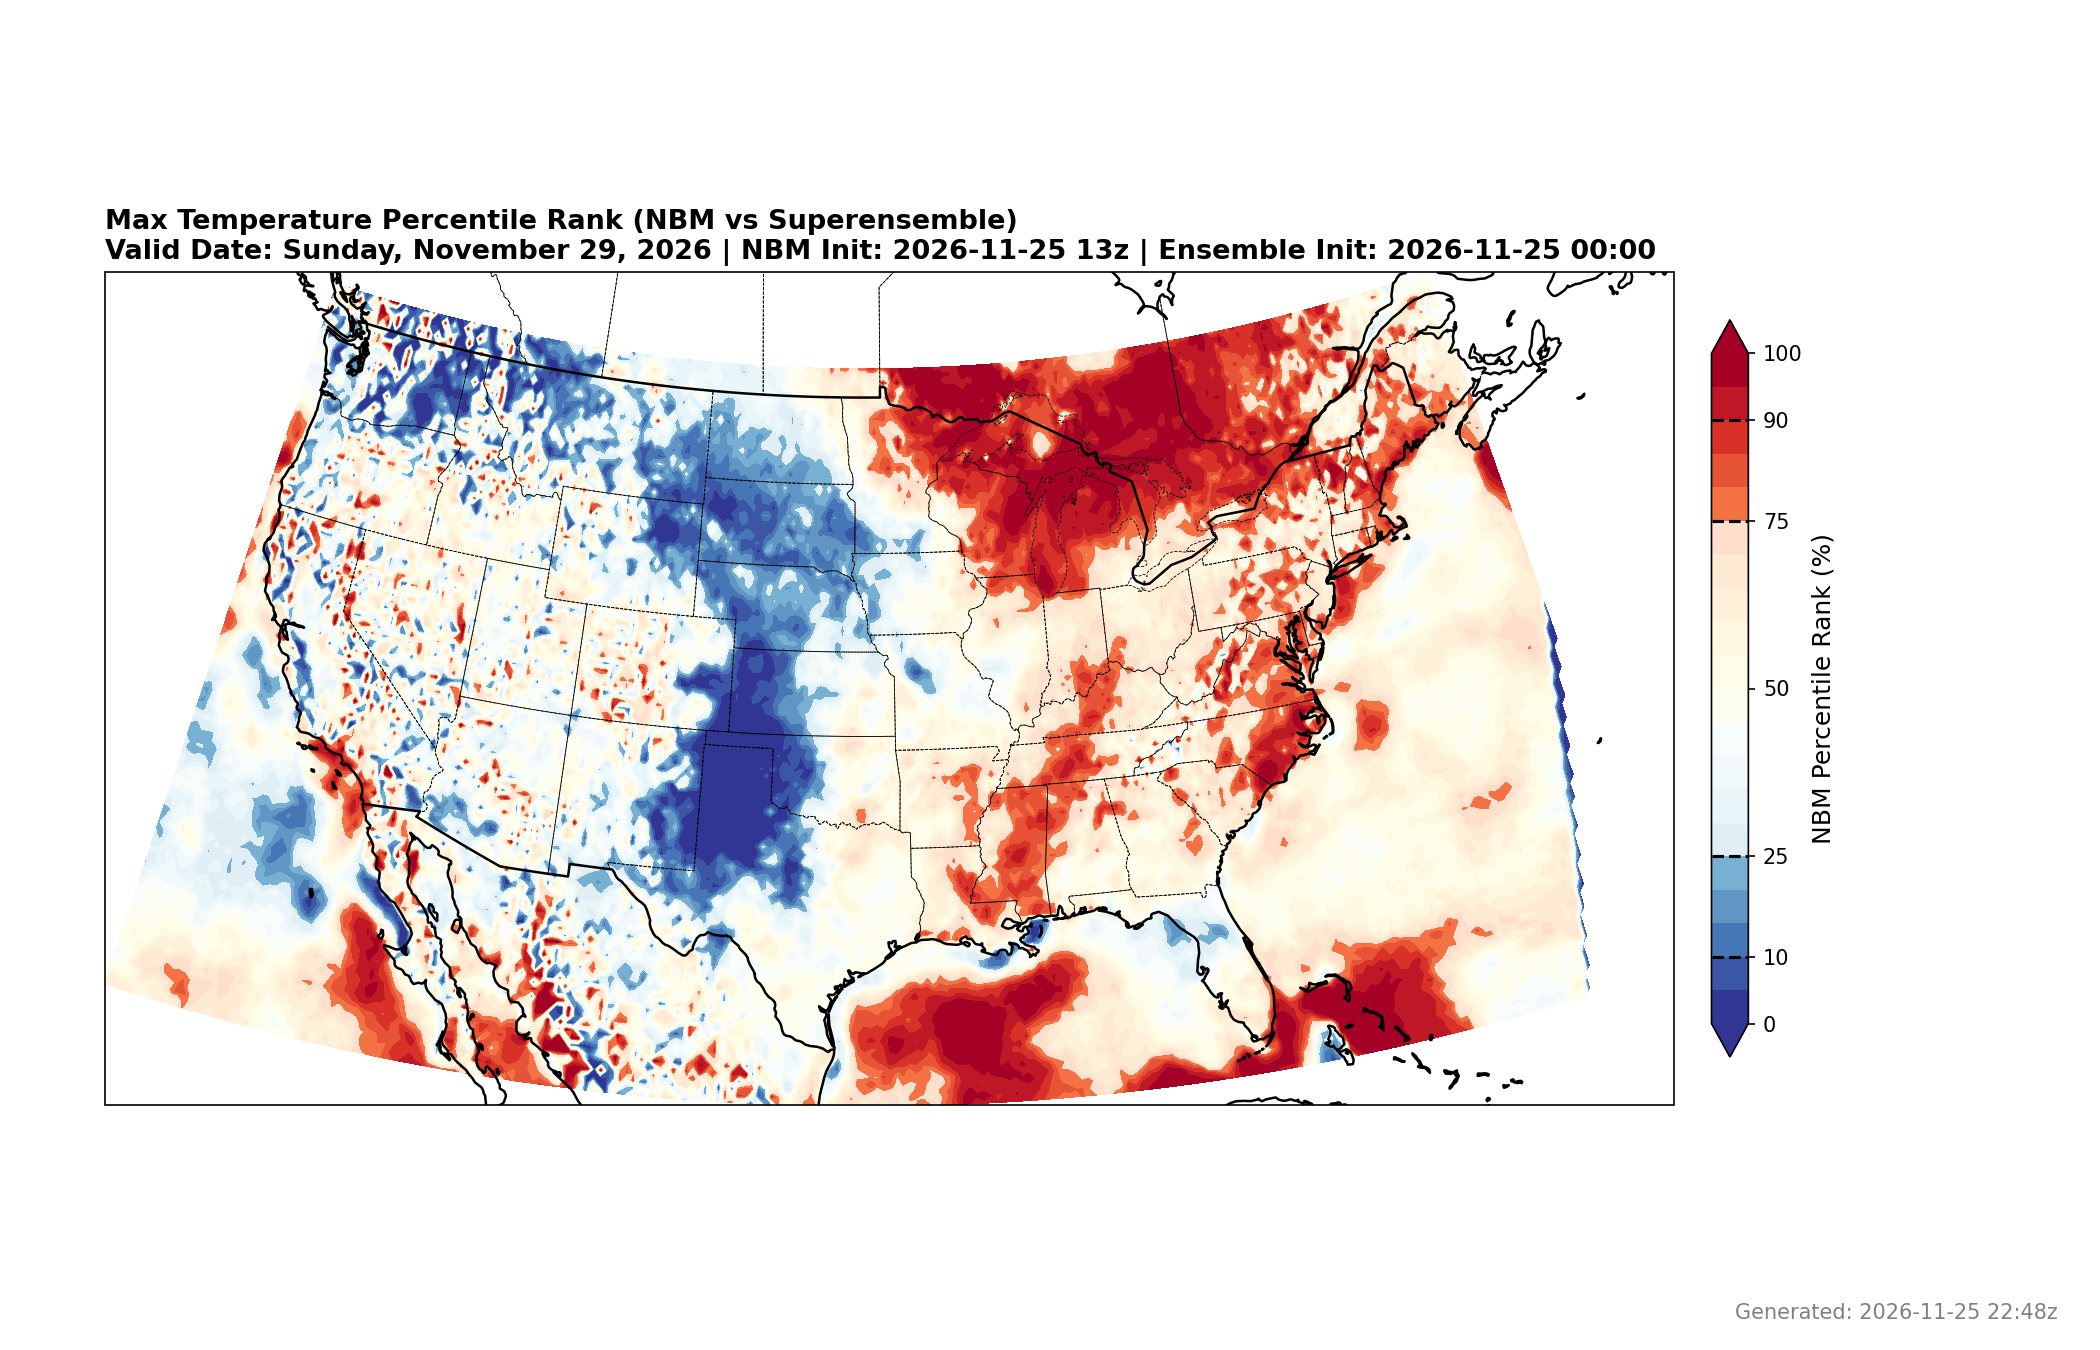 Max Temperature Percentile Rank (NBM vs Superensemble)
Valid Date: Sunday, November 29, 2026 | NBM Init: 2026-11-25 13z | Ensemble Init: 2026-11-25 00:00
100
90
75
50
25
10
0
NBM Percentile Rank (%)
Generated: 2026-11-25 22:48z